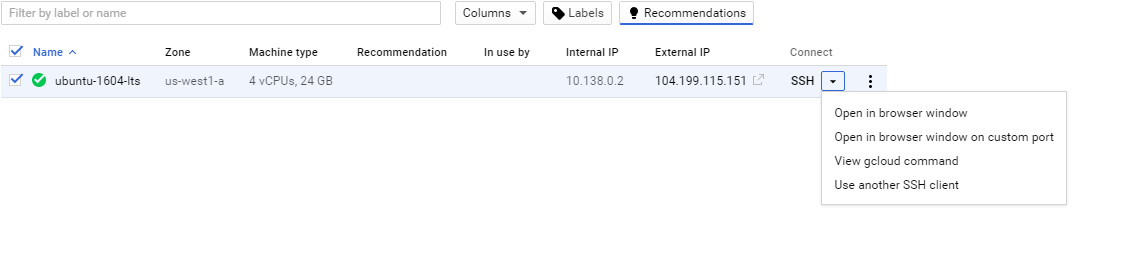 Filter by label or name Columns Labels Recommendations
Name Zone Machine type Recommendation In use by Internal IP External IP Connect
ubuntu-1604-lts us-west1-a 4 vCPUs, 24 GB 10.138.0.2 104.199.115.151 SSH
Open in browser window
Open in browser window on custom port
View gcloud command
Use another SSH client